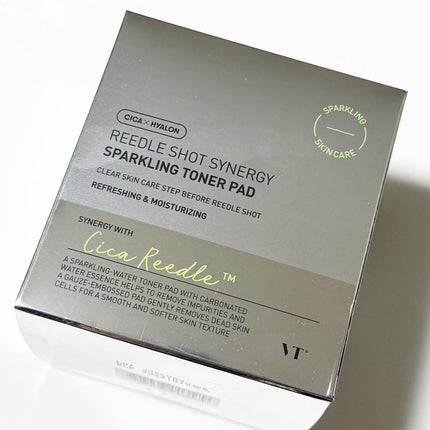 CICA × HYALON
REEDLE SHOT SYNERGY
SPARKLING TONER PAD
CLEAR SKIN CARE STEP BEFORE REEDLE SHOT
REFRESHING & MOISTURIZING
SPARKLING
SKINCARE
SYNERGY WITH
Cica Reedle™
A SPARKLING-WATER TONER PAD WITH CARBONATED
WATER ESSENCE HELPS TO REMOVE IMPURITIES AND
A GAUZE-EMBOSSED PAD GENTLY REMOVES DEAD SKIN
CELLS FOR A SMOOTH AND SOFTER SKIN TEXTURE
VT